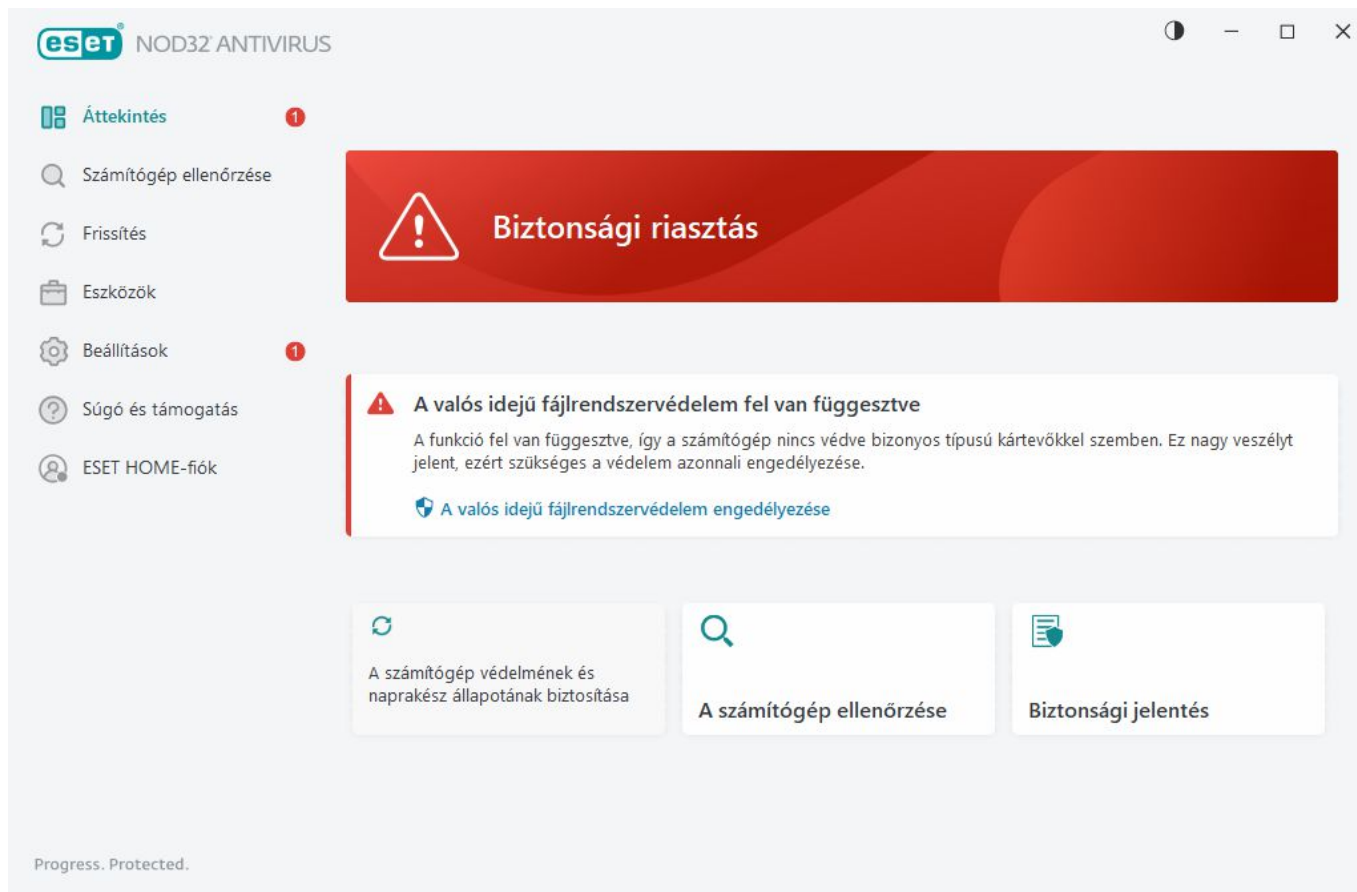 eset® NOD32® ANTIVIRUS
Áttekintés 1
Számítógép ellenőrzése
Frissítés
Eszközök
Beállítások 1
Súgó és támogatás
ESET HOME-fiók
Biztonsági riasztás
A valós idejű fájlrendszervédelem fel van függesztve
A funkció fel van függesztve, így a számítógép nincs védve bizonyos típusú kártevőkkel szemben. Ez nagy veszélyt
jelent, ezért szükséges a védelem azonnali engedélyezése.
A valós idejű fájlrendszervédelem engedélyezése
A számítógép védelmének és
naprakész állapotának biztosítása
A számítógép ellenőrzése
Biztonsági jelentés
Progress. Protected.